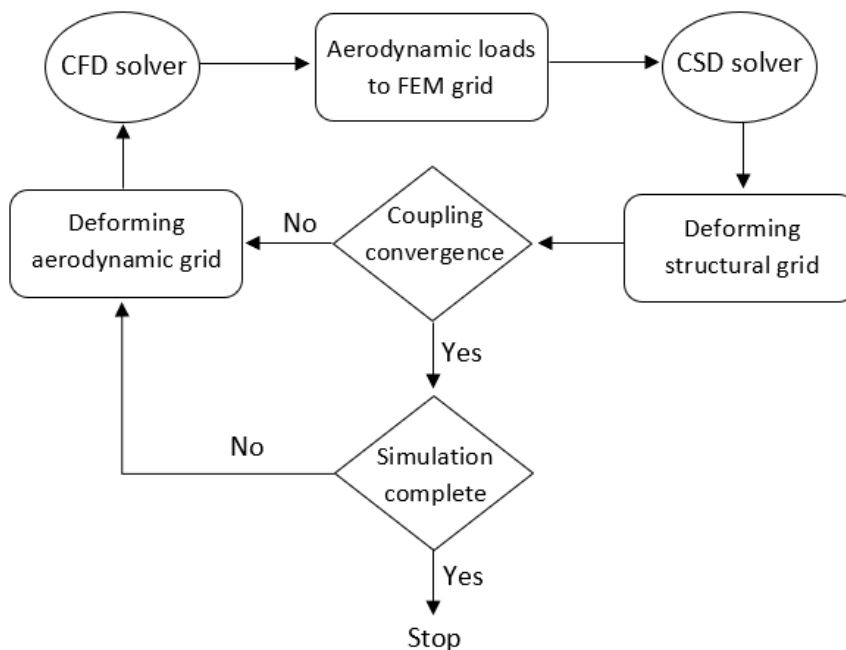 CFD solver
Aerodynamic loads
to FEM grid
CSD solver
Deforming
aerodynamic grid
No
Coupling
convergence
Deforming
structural grid
Yes
No
Simulation
complete
Yes
Stop